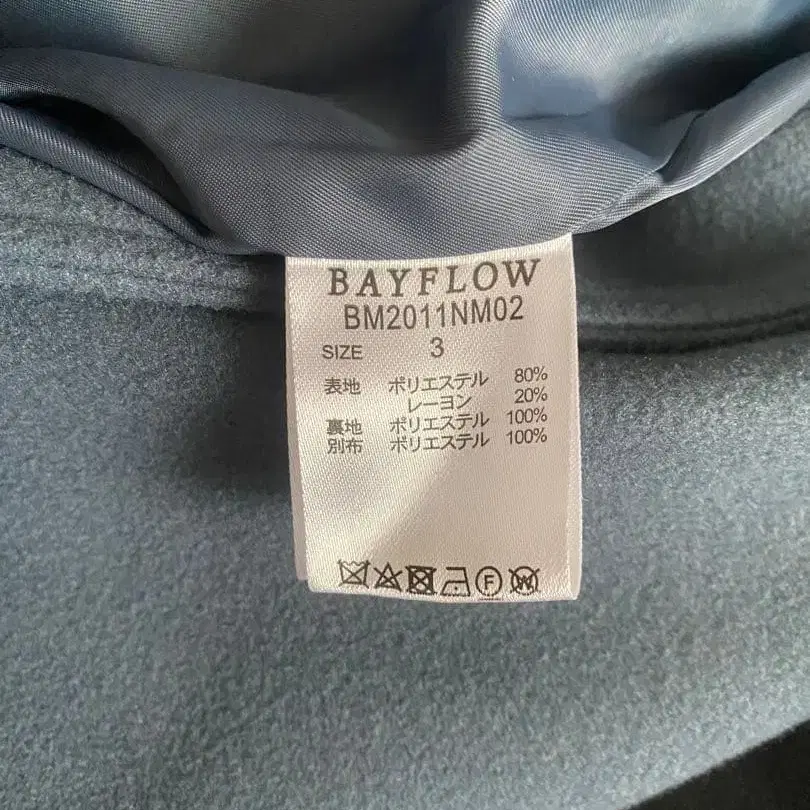 BAYFLOW
BM2011NM02
SIZE 3
表地 ポリエステル 80%
レーヨン 20%
裏地 ポリエステル 100%
別布 ポリエステル 100%
F W